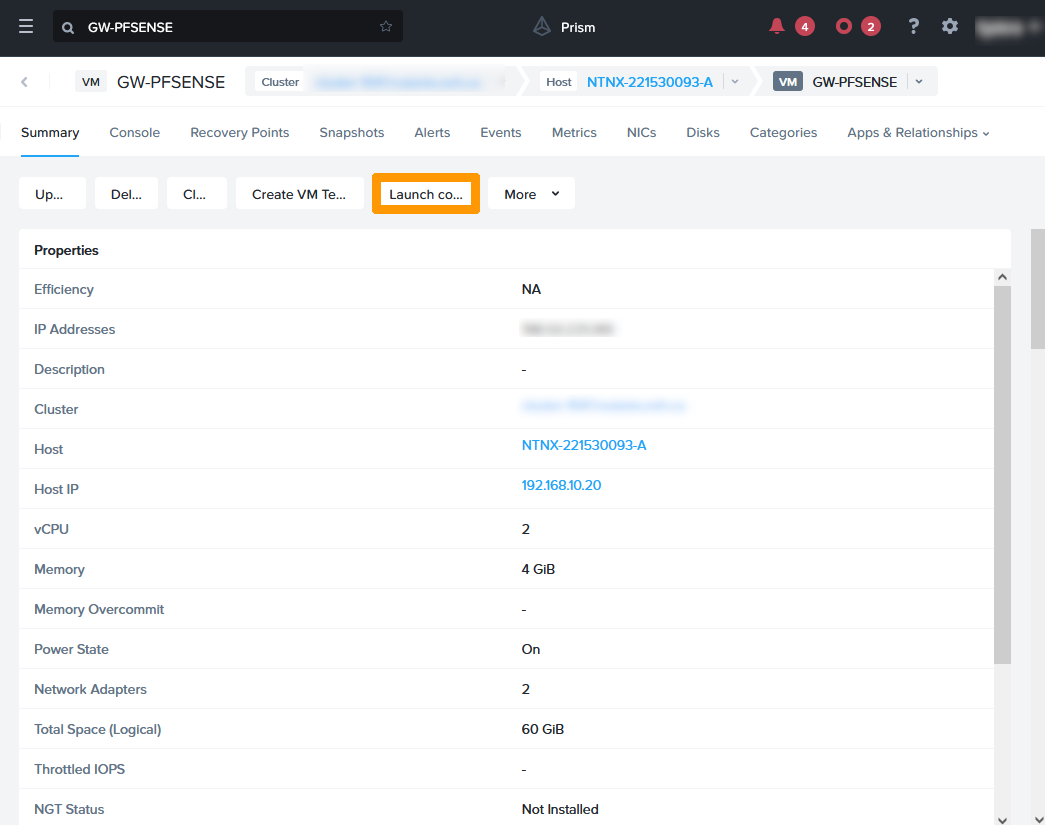 GW-PFSENSE
Prism
4
2
?
VM GW-PFSENSE
Cluster
Host NTNX-221530093-A
VM GW-PFSENSE
Summary Console Recovery Points Snapshots Alerts Events Metrics NICs Disks Categories Apps & Relationships
Up... Del... Cl... Create VM Te... Launch co... More
Properties
Efficiency NA
IP Addresses
Description -
Cluster
Host NTNX-221530093-A
Host IP 192.168.10.20
vCPU 2
Memory 4 GiB
Memory Overcommit -
Power State On
Network Adapters 2
Total Space (Logical) 60 GiB
Throttled IOPS -
NGT Status Not Installed